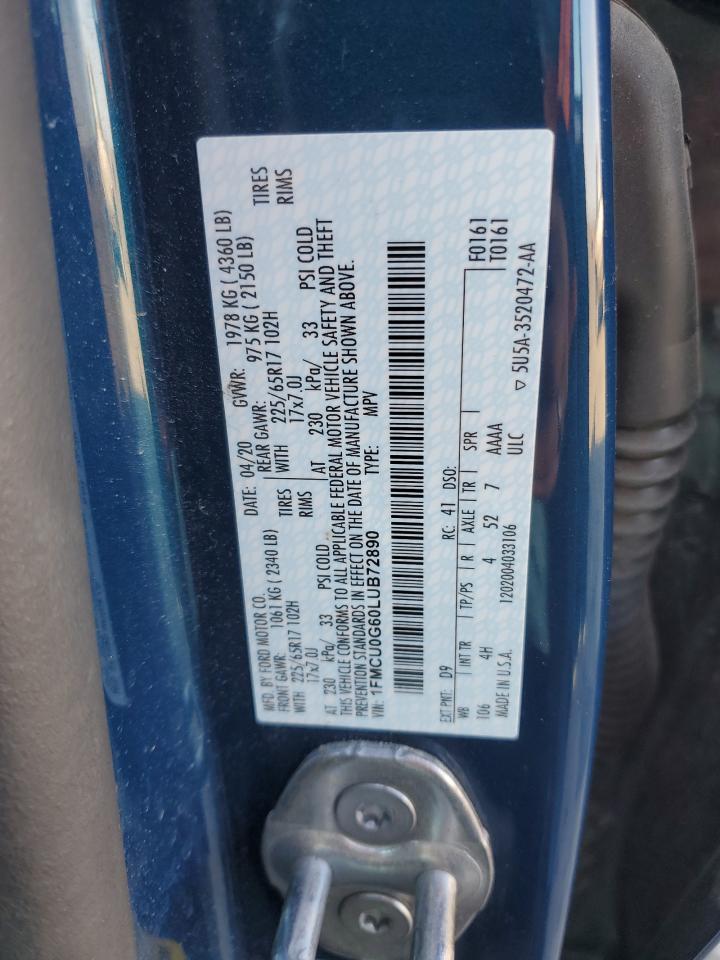 MFD. BY FORD MOTOR CO.
DATE: 04/20 GVWR: 1978 KG ( 4360 LB)
FRONT GAWR: 1061 KG ( 2340 LB) REAR GAWR: 975 KG ( 2150 LB)
WITH 225/65R17 102H TIRES WITH 225/65R17 102H TIRES
17x7.0J RIMS 17x7.0J RIMS
AT 230 kPa/ 33 PSI COLD AT 230 kPa/ 33 PSI COLD
THIS VEHICLE CONFORMS TO ALL APPLICABLE FEDERAL MOTOR VEHICLE SAFETY AND THEFT
PREVENTION STANDARDS IN EFFECT ON THE DATE OF MANUFACTURE SHOWN ABOVE.
VIN: 1FMCU0G60LUB72890 TYPE: MPV
EXT PNT: D9 RC: 41 DSO: F0161
WB INT TR TP/PS R AXLE TR SPR T0161
106 4H 4 52 7 AAAA
MADE IN U.S.A. 1202004033106 ULC ▽ 5U5A-3520472-AA